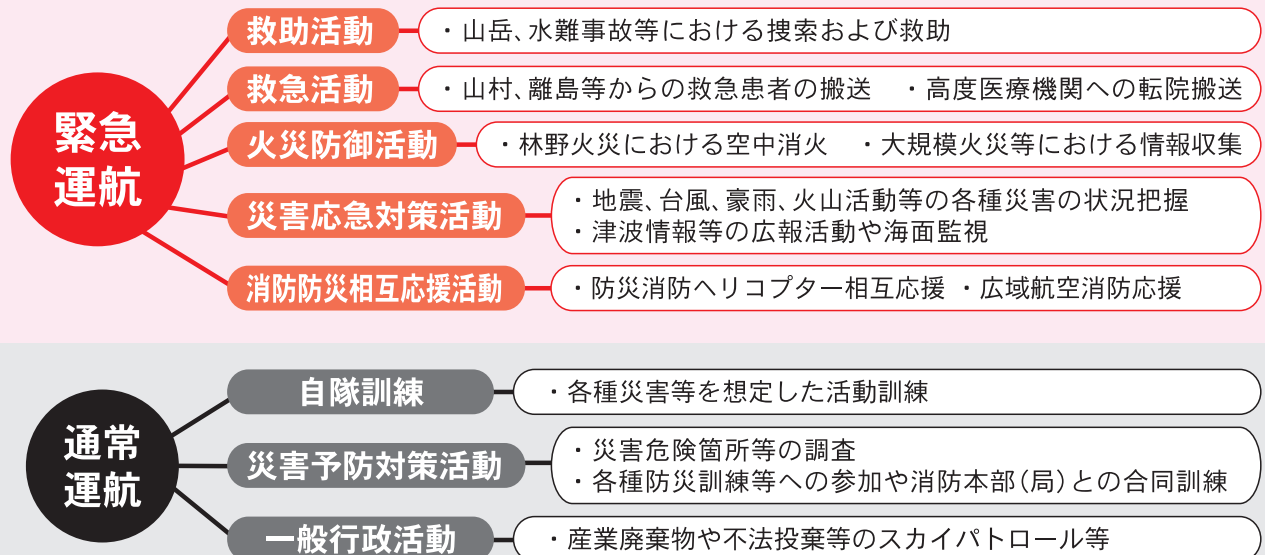 緊急
運航
救助活動
・山岳、水難事故等における捜索および救助
救急活動
・山村、離島等からの救急患者の搬送　・高度医療機関への転院搬送
火災防御活動
・林野火災における空中消火　・大規模火災等における情報収集
災害応急対策活動
・地震、台風、豪雨、火山活動等の各種災害の状況把握
・津波情報等の広報活動や海面監視
消防防災相互応援活動
・防災消防ヘリコプター相互応援　・広域航空消防応援
通常
運航
自隊訓練
・各種災害等を想定した活動訓練
災害予防対策活動
・災害危険箇所等の調査
・各種防災訓練等への参加や消防本部（局）との合同訓練
一般行政活動
・産業廃棄物や不法投棄等のスカイパトロール等